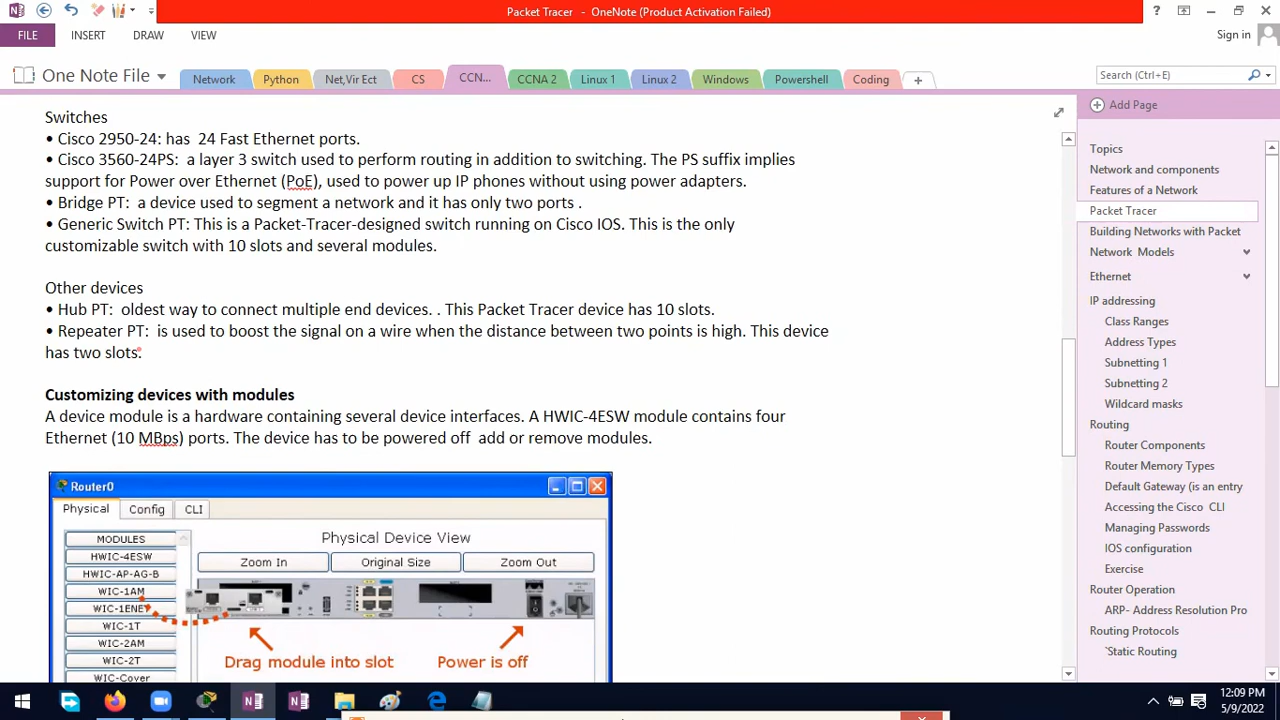 Packet Tracer - OneNote (Product Activation Failed)
FILE INSERT DRAW VIEW
Sign in
One Note File
Network Python Net,Vir Ect CS CCN... CCNA 2 Linux 1 Linux 2 Windows Powershell Coding
Search (Ctrl+E)
Switches
• Cisco 2950-24: has 24 Fast Ethernet ports.
• Cisco 3560-24PS: a layer 3 switch used to perform routing in addition to switching. The PS suffix implies
support for Power over Ethernet (PoE), used to power up IP phones without using power adapters.
• Bridge PT: a device used to segment a network and it has only two ports .
• Generic Switch PT: This is a Packet-Tracer-designed switch running on Cisco IOS. This is the only
customizable switch with 10 slots and several modules.
Other devices
• Hub PT: oldest way to connect multiple end devices. . This Packet Tracer device has 10 slots.
• Repeater PT: is used to boost the signal on a wire when the distance between two points is high. This device
has two slots.
Customizing devices with modules
A device module is a hardware containing several device interfaces. A HWIC-4ESW module contains four
Ethernet (10 MBps) ports. The device has to be powered off add or remove modules.
Router0
Physical Config CLI
MODULES
HWIC-4ESW
HWIC-AP-AG-B
WIC-1AM
WIC-1ENET
WIC-1T
WIC-2AM
WIC-2T
WIC-Cover
Physical Device View
Zoom In Original Size Zoom Out
Drag module into slot
Power is off
Add Page
Topics
Network and components
Features of a Network
Packet Tracer
Building Networks with Packet
Network Models
Ethernet
IP addressing
Class Ranges
Address Types
Subnetting 1
Subnetting 2
Wildcard masks
Routing
Router Components
Router Memory Types
Default Gateway (is an entry
Accessing the Cisco CLI
Managing Passwords
IOS configuration
Exercise
Router Operation
ARP- Address Resolution Pro
Routing Protocols
`Static Routing
12:09 PM
5/9/2022